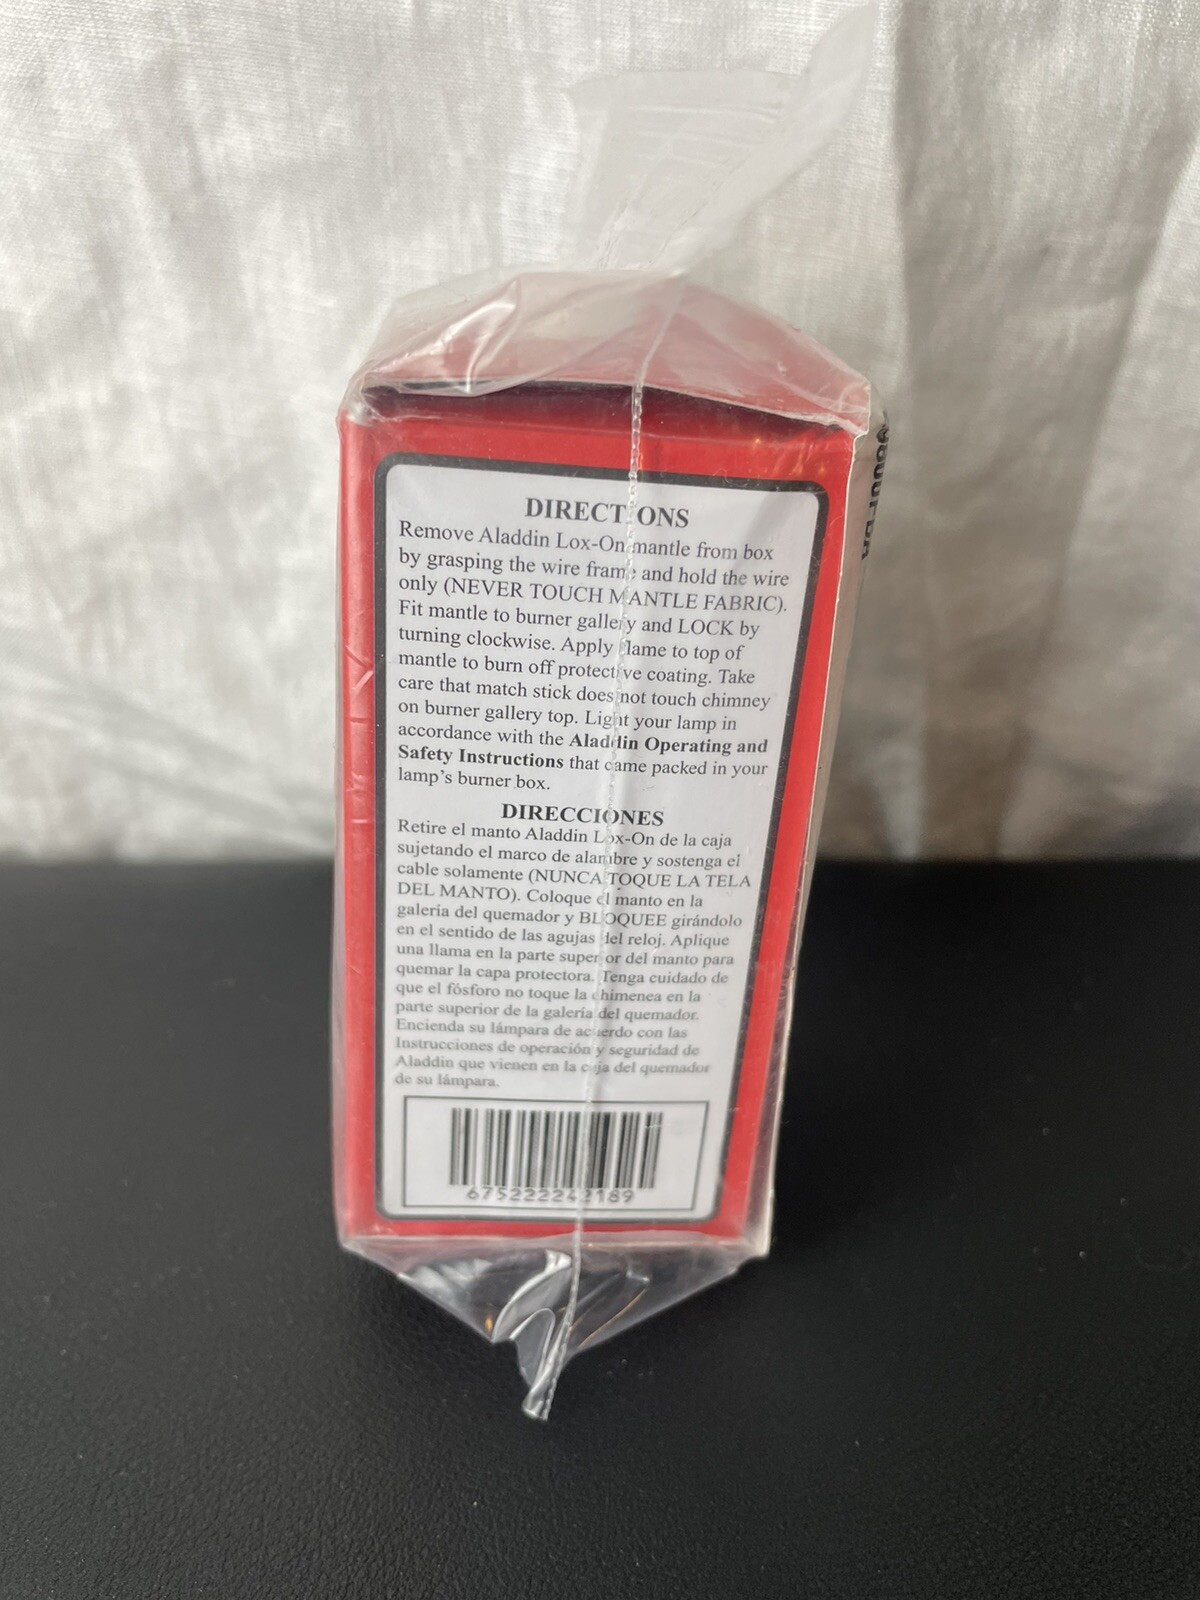 DIRECTIONS
Remove Aladdin Lox-On mantle from box
by grasping the wire frame and hold the wire
only (NEVER TOUCH MANTLE FABRIC).
Fit mantle to burner gallery and LOCK by
turning clockwise. Apply flame to top of
mantle to burn off protective coating. Take
care that match stick does not touch chimney
on burner gallery top. Light your lamp in
accordance with the Aladdin Operating and
Safety Instructions that came packed in your
lamp's burner box.
DIRECCIONES
Retire el manto Aladdin Lox-On de la caja
sujetando el marco de alambre y sostenga el
cable solamente (NUNCA TOQUE LA TELA
DEL MANTO). Coloque el manto en la
galería del quemador y BLOQUEE girándolo
en el sentido de las agujas del reloj. Aplique
una llama en la parte superior del manto para
quemar la capa protectora. Tenga cuidado de
que el fósforo no toque la chimenea en la
parte superior de la galería del quemador.
Encienda su lámpara de acuerdo con las
Instrucciones de operación y seguridad de
Aladdin que vienen en la caja del quemador
de su lámpara.
675222242189